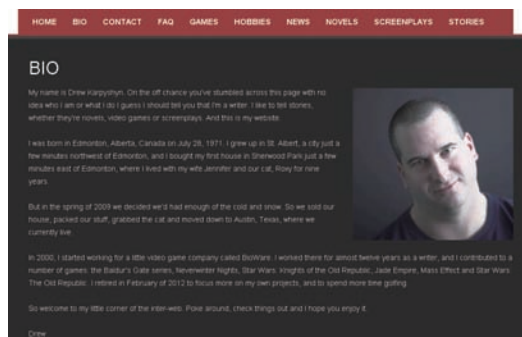 HOME BIO CONTACT FAQ GAMES HOBBIES NEWS NOVELS SCREENPLAYS STORIES
BIO
My name is Drew Karpyshyn. On the off chance you've stumbled across this page with no
idea who I am or what I do I guess I should tell you that I'm a writer. I like to tell stories,
whether they're novels, video games or screenplays. And this is my website.
I was born in Edmonton, Alberta, Canada on July 28, 1971. I grew up in St. Albert, a city just a
few minutes northwest of Edmonton, and I bought my first house in Sherwood Park just a few
minutes east of Edmonton, where I lived with my wife Jennifer and our cat, Roxy for nine
years.
But in the spring of 2009 we decided we'd had enough of the cold and snow. So we sold our
house, packed our stuff, grabbed the cat and moved down to Austin, Texas, where we
currently live.
In 2000, I started working for a little video game company called BioWare. I worked there for almost twelve years as a writer, and I contributed to a
number of games: the Baldur's Gate series, Neverwinter Nights, Star Wars: Knights of the Old Republic, Jade Empire, Mass Effect and Star Wars
The Old Republic. I retired in February of 2012 to focus more on my own projects, and to spend more time golfing.
So welcome to my little corner of the inter-web. Poke around, check things out and I hope you enjoy it.
Drew